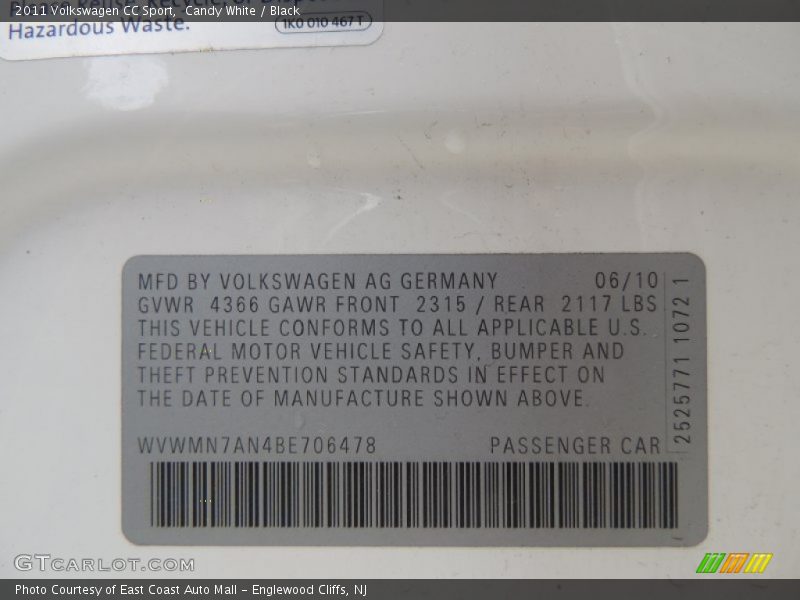 2011 Volkswagen CC Sport, Candy White / Black
Hazardous Waste.
1K0 010 467 T
MFD BY VOLKSWAGEN AG GERMANY 06/10
GVWR 4366 GAWR FRONT 2315 / REAR 2117 LBS
THIS VEHICLE CONFORMS TO ALL APPLICABLE U.S.
FEDERAL MOTOR VEHICLE SAFETY, BUMPER AND
THEFT PREVENTION STANDARDS IN EFFECT ON
THE DATE OF MANUFACTURE SHOWN ABOVE.
WVWMN7AN4BE706478 PASSENGER CAR
2525771 1072 1
GTCARLOT.COM
Photo Courtesy of East Coast Auto Mall - Englewood Cliffs, NJ